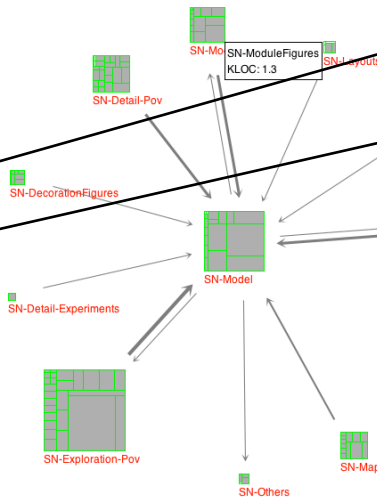 SN-Mo
SN-ModuleFigures
KLOC: 1.3
SN-Layouts
SN-Detail-Pov
SN-DecorationFigures
SN-Model
SN-Detail-Experiments
SN-Exploration-Pov
SN-Others
SN-Map